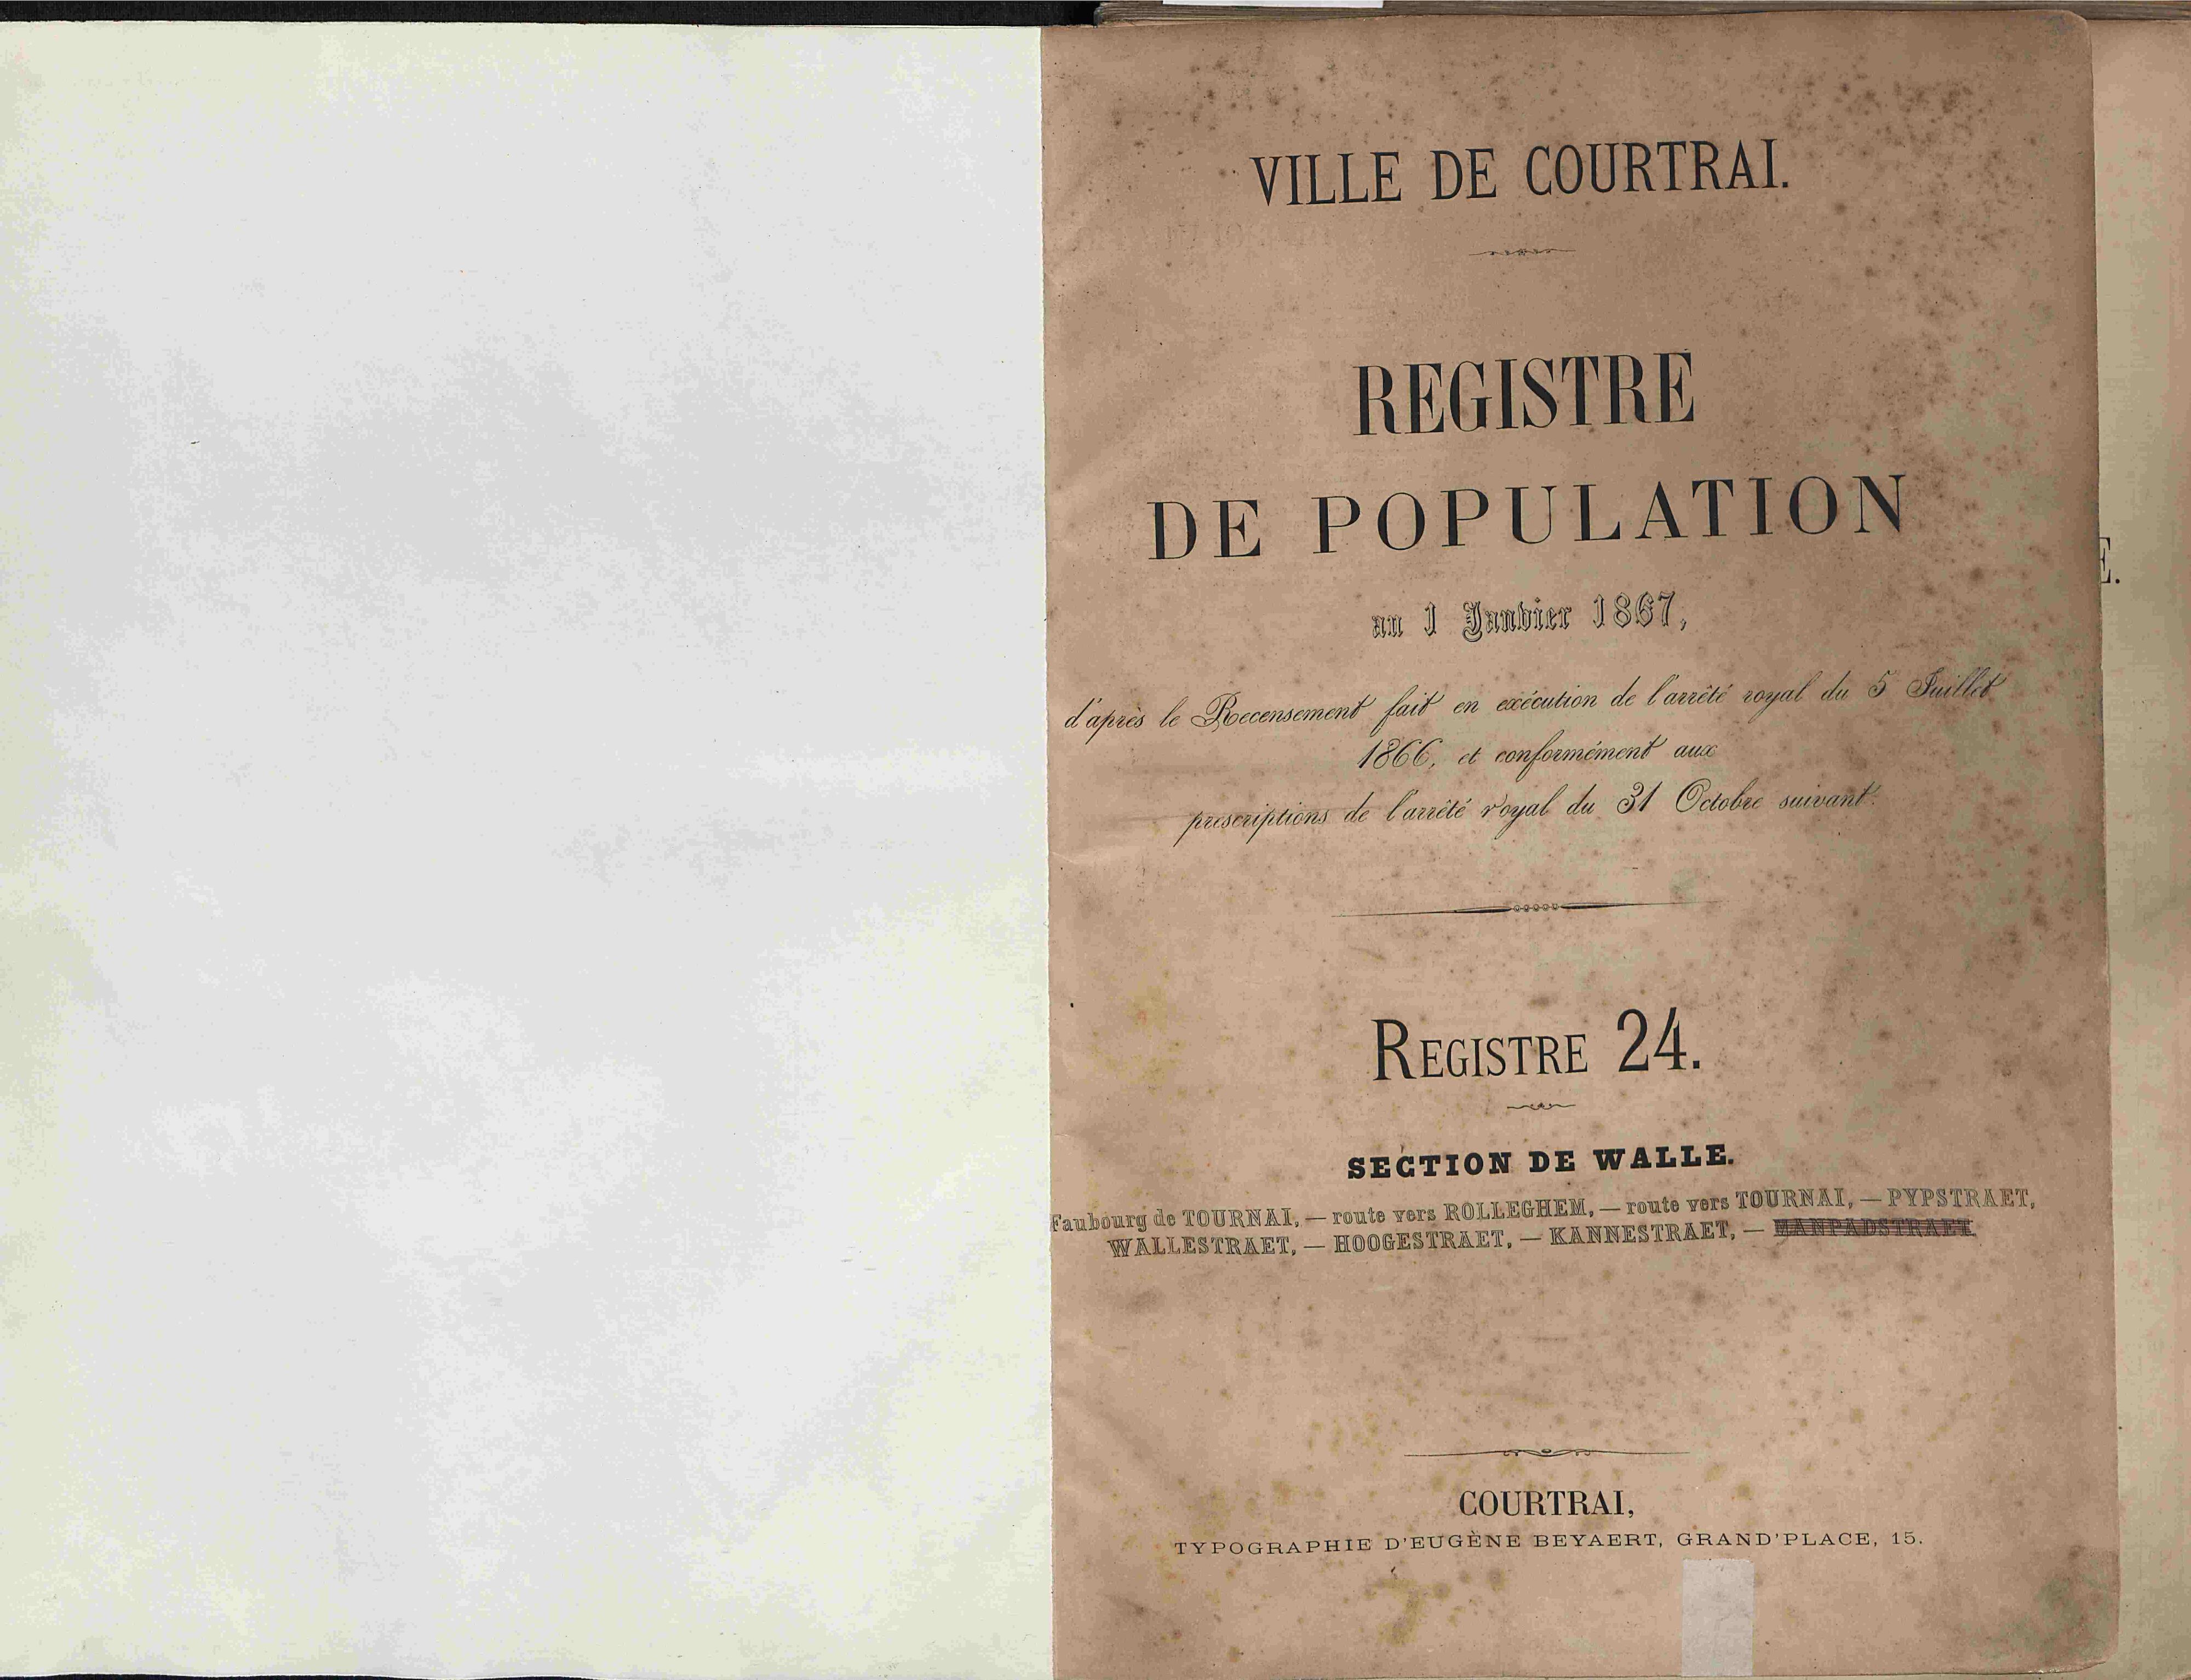 VILLE DE COURTRAI.
REGISTRE
DE POPULATION
au 1 Janvier 1867,
d'après le Recensement fait en exécution de l'arrêté royal du 5 Juillet
1866, et conformément aux
prescriptions de l'arrêté royal du 31 Octobre suivant.
REGISTRE 24.
SECTION DE WALLE.
Faubourg de TOURNAI, — route vers ROLLEGHEM, — route vers TOURNAI, — PYPSTRAET,
WALLESTRAET, — HOOGESTRAET, — KANNESTRAET, — MANPADSTRAET
COURTRAI,
TYPOGRAPHIE D'EUGÈNE BEYAERT, GRAND'PLACE, 15.
E.